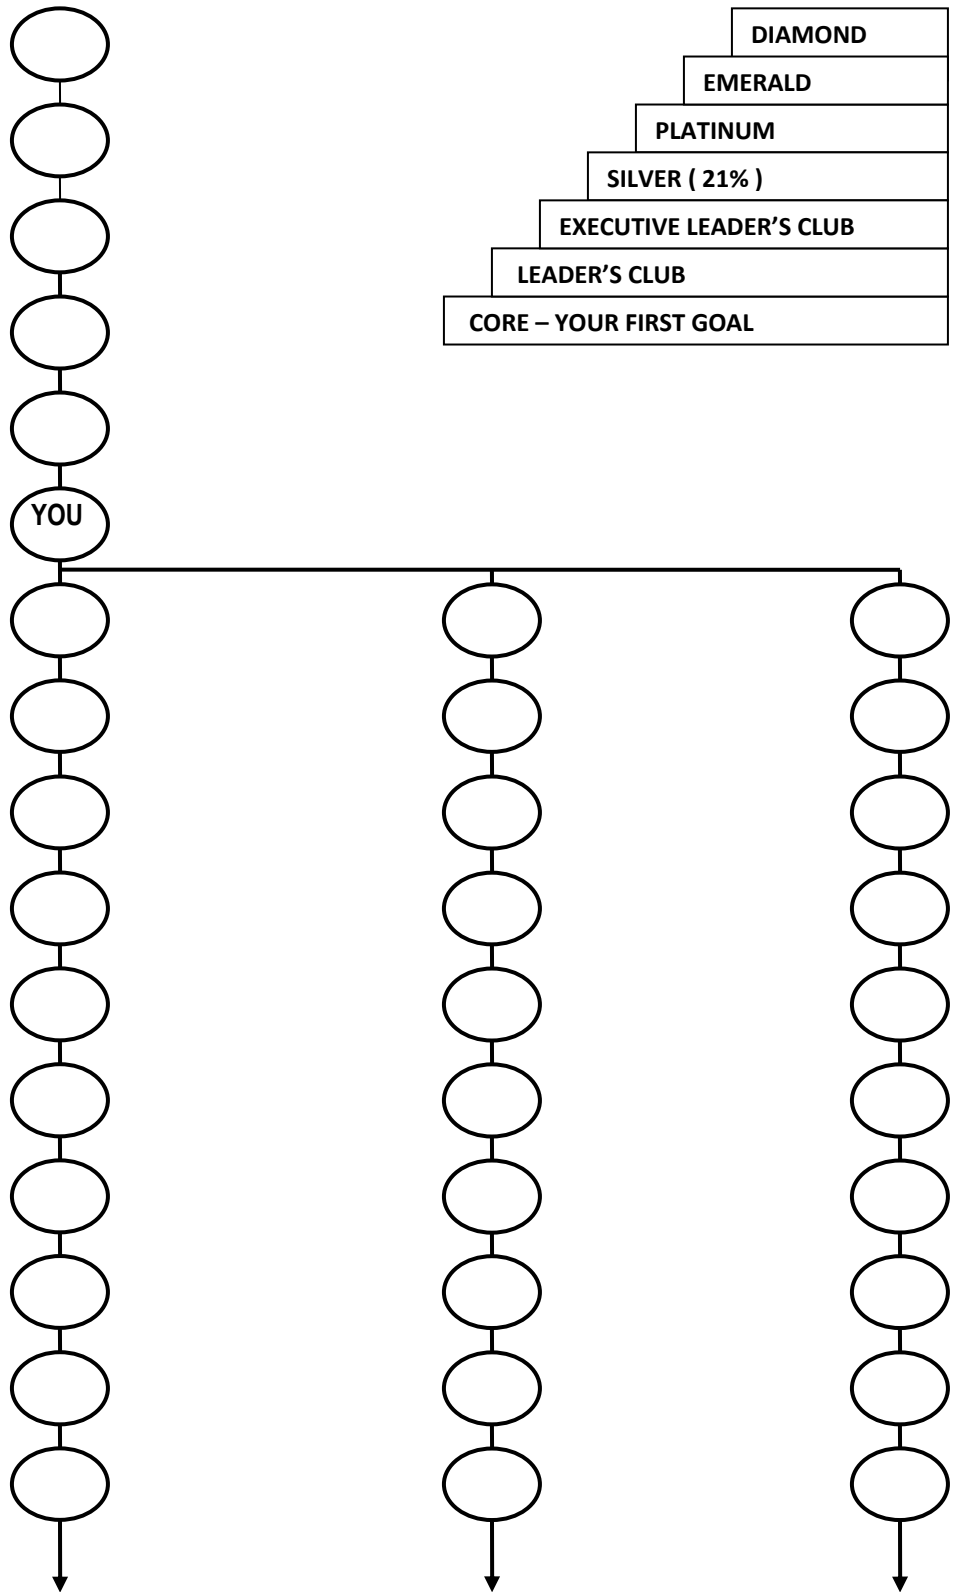 DIAMOND
EMERALD
PLATINUM
SILVER ( 21% )
EXECUTIVE LEADER’S CLUB
LEADER’S CLUB
CORE – YOUR FIRST GOAL
YOU